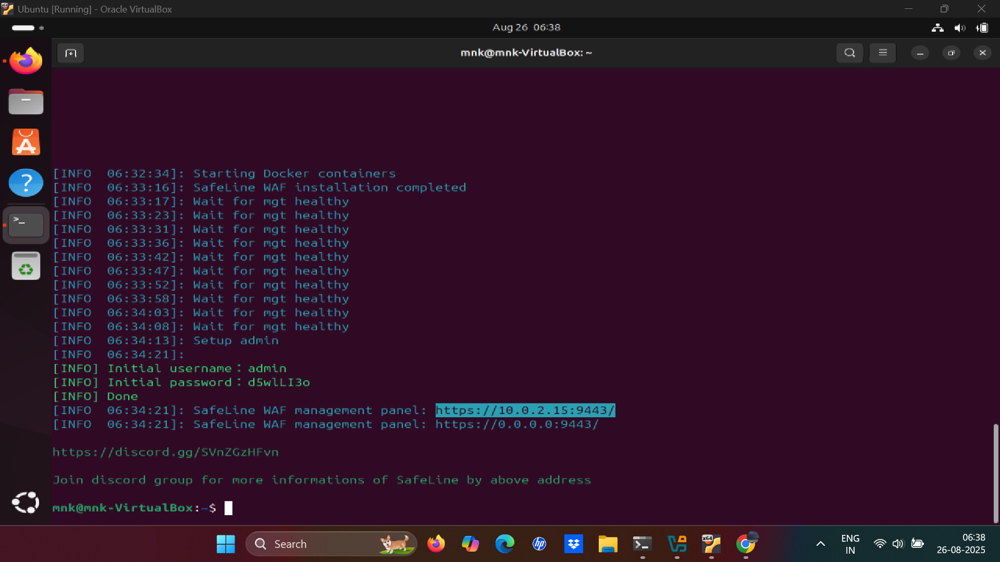 Ubuntu [Running] - Oracle VirtualBox
Aug 26 06:38
mnk@mnk-VirtualBox: ~
[INFO  06:32:34]: Starting Docker containers
[INFO  06:33:16]: SafeLine WAF installation completed
[INFO  06:33:17]: Wait for mgt healthy
[INFO  06:33:23]: Wait for mgt healthy
[INFO  06:33:31]: Wait for mgt healthy
[INFO  06:33:36]: Wait for mgt healthy
[INFO  06:33:42]: Wait for mgt healthy
[INFO  06:33:47]: Wait for mgt healthy
[INFO  06:33:52]: Wait for mgt healthy
[INFO  06:33:58]: Wait for mgt healthy
[INFO  06:34:03]: Wait for mgt healthy
[INFO  06:34:08]: Wait for mgt healthy
[INFO  06:34:13]: Setup admin
[INFO  06:34:21]:
[INFO] Initial username：admin
[INFO] Initial password：d5wlLI3o
[INFO] Done
[INFO  06:34:21]: SafeLine WAF management panel: https://10.0.2.15:9443/
[INFO  06:34:21]: SafeLine WAF management panel: https://0.0.0.0:9443/
https://discord.gg/SVnZGzHFvn
Join discord group for more informations of SafeLine by above address
mnk@mnk-VirtualBox:~$
Search
x64
hp
ENG
IN
06:38
26-08-2025